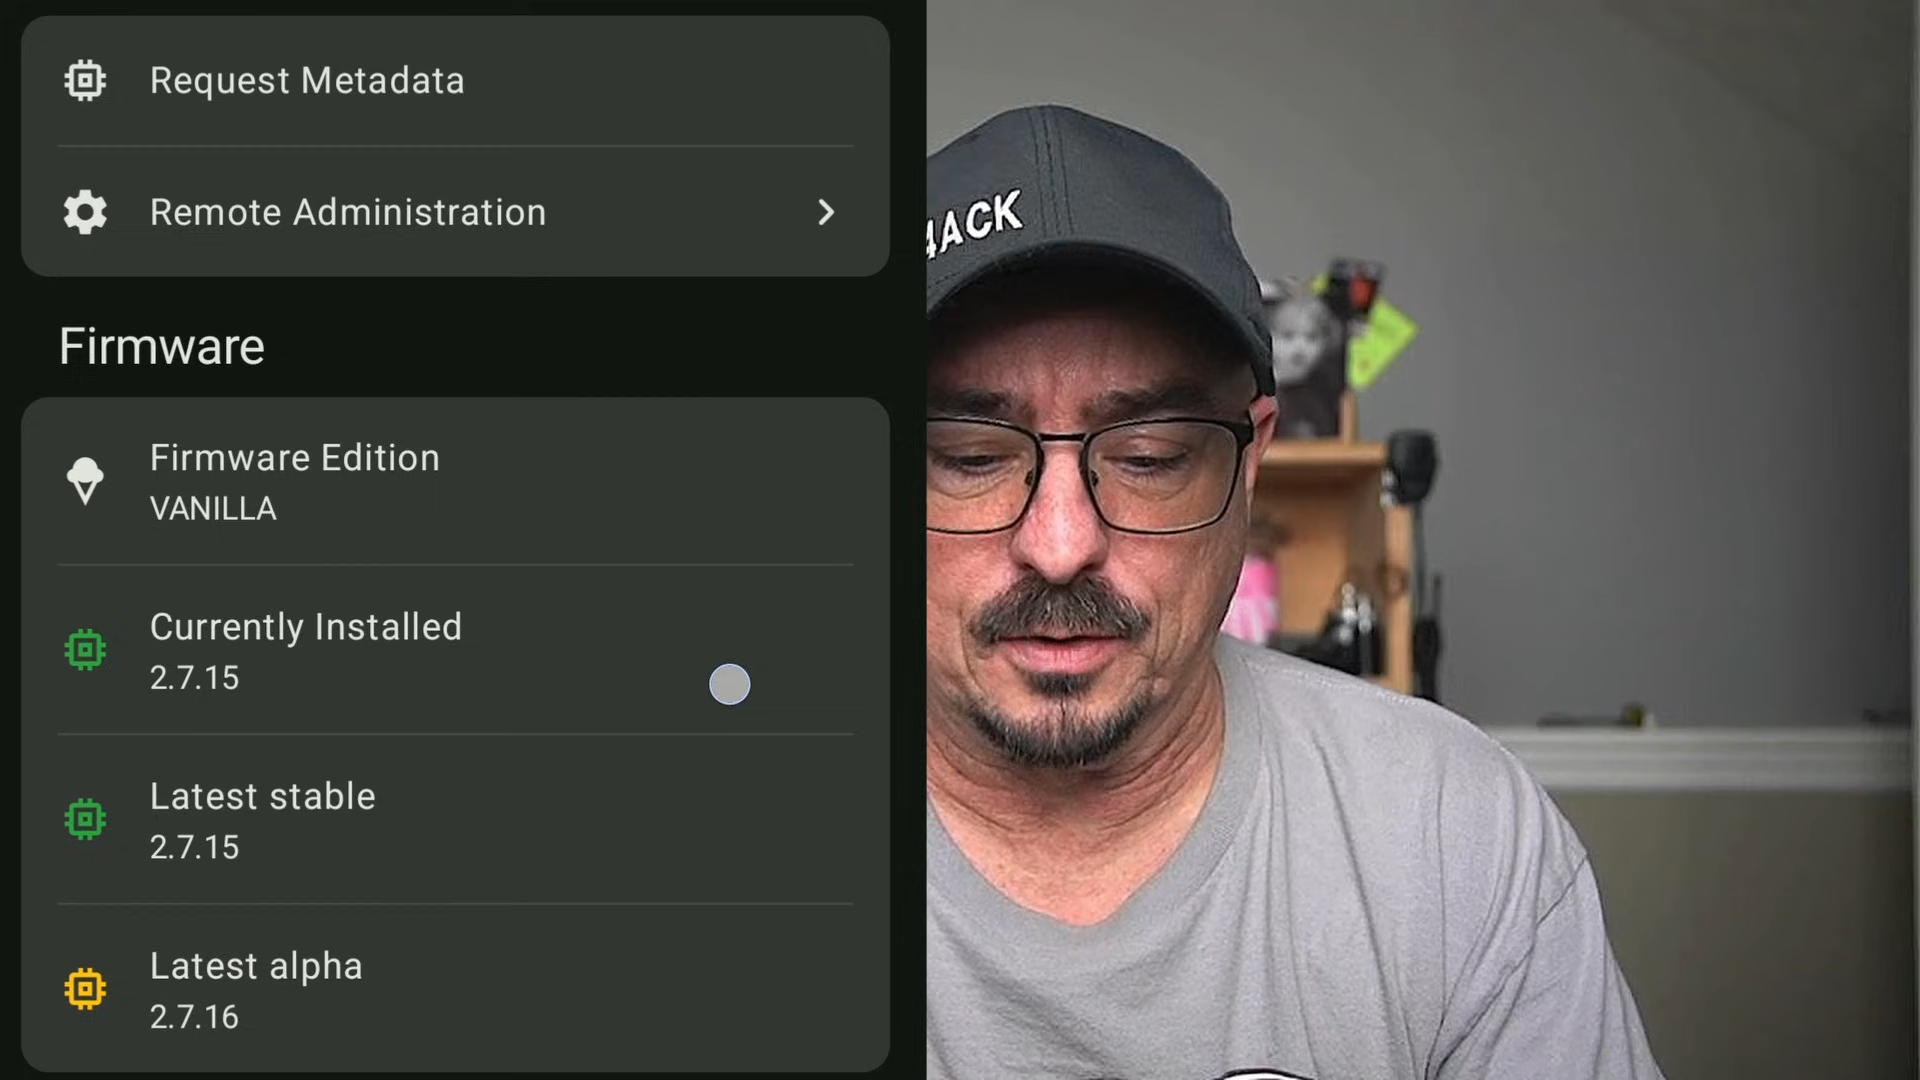 Request Metadata
Remote Administration
Firmware
Firmware Edition
VANILLA
Currently Installed
2.7.15
Latest stable
2.7.15
Latest alpha
2.7.16